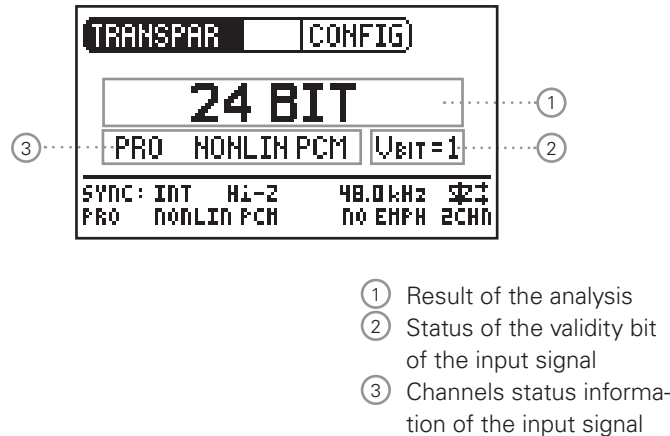 TRANSPAR CONFIG
24 BIT
PRO NONLIN PCM VBIT = 1
SYNC: INT Hi-Z 48.0kHz
PRO NONLIN PCM NO EMPH 2CHN
1
3
2
1 Result of the analysis
2 Status of the validity bit
of the input signal
3 Channels status informa-
tion of the input signal